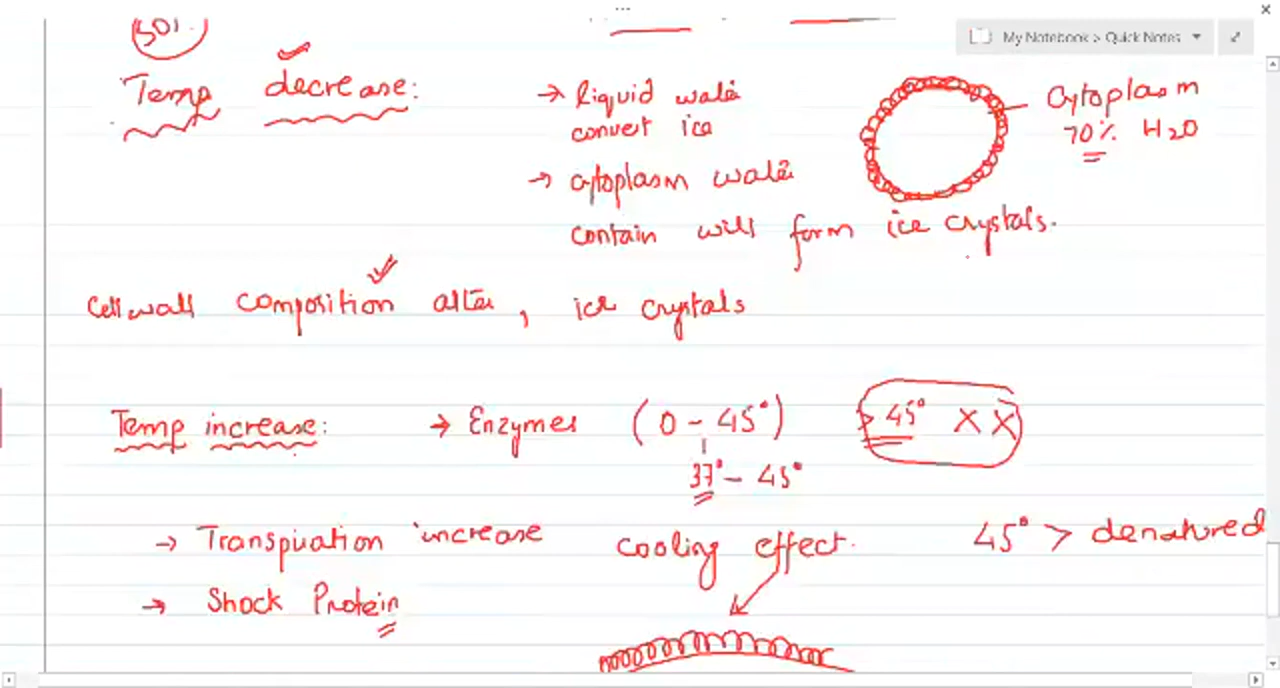 My Notebook > Quick Notes
Temp decrease:
→ liquid water
convert ice
→ cytoplasm water
contain will form ice crystals.
Cytoplasm
70% H2O
Cell wall composition alter, ice crystals
Temp increase: → Enzymes (0 - 45°) > 45° X X
37° - 45°
→ Transpiration increase cooling effect. 45° > denatured
→ Shock Protein